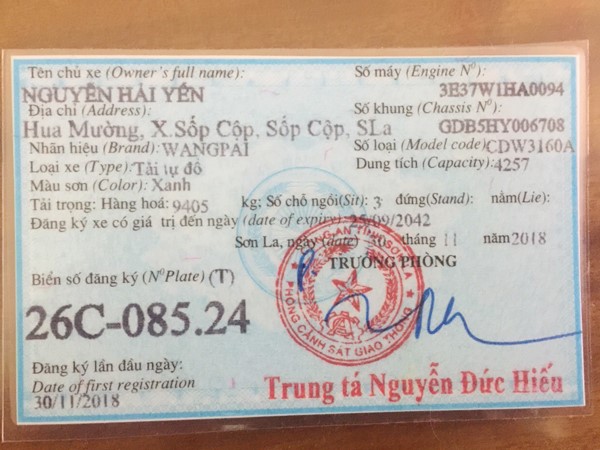 Tên chủ xe (Owner's full name):
NGUYỄN HẢI YẾN
Địa chỉ (Address):
Hua Mường, X.Sốp Cộp, Sốp Cộp, SLa
Nhãn hiệu (Brand): WANGPAI
Loại xe (Type): Tải tự đổ
Màu sơn (Color): Xanh
Số máy (Engine Nº):
3E37W1HA0094
Số khung (Chassis Nº):
GDB5HY006708
Số loại (Model code) CDW3160A
Dung tích (Capacity): 4257
Tải trọng: Hàng hoá: 9405 kg: Số chỗ ngồi(Sit): 3 đứng(Stand): nằm(Lie):
Đăng ký xe có giá trị đến ngày (date of expiry) 25/09/2042
Sơn La, ngày (date) 30 tháng 11 năm 2018
TRƯỞNG PHÒNG
Biển số đăng ký (NºPlate) (T)
26C-085.24
PHÒNG CẢNH SÁT GIAO THÔNG
Đăng ký lần đầu ngày:
Date of first registration
30/11/2018
Trung tá Nguyễn Đức Hiếu